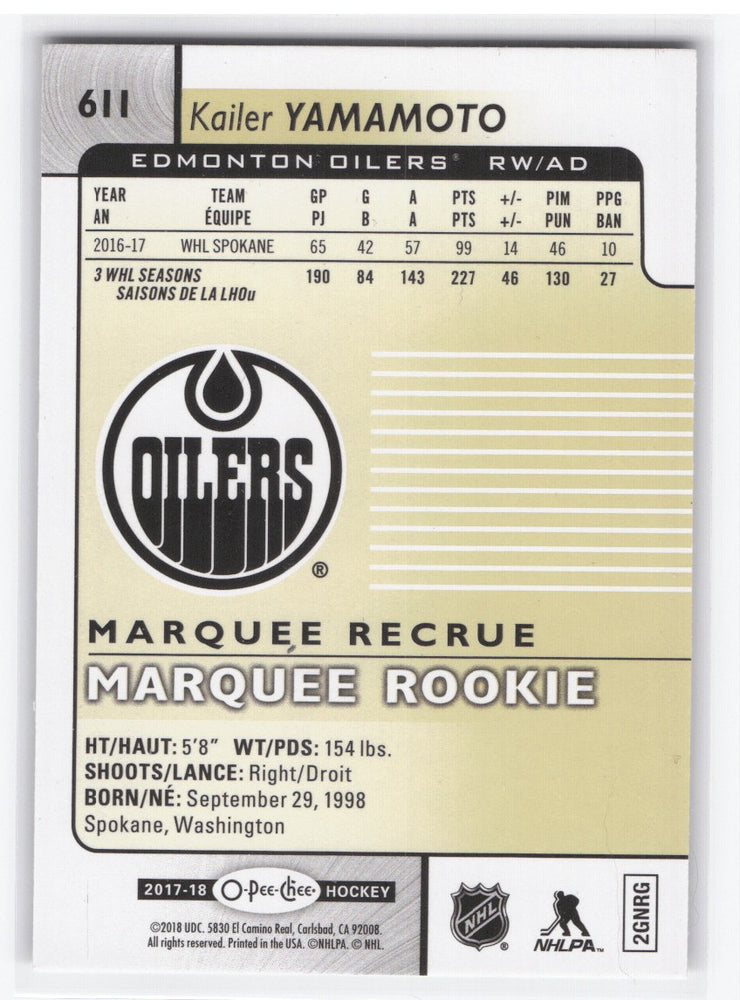 611
Kailer YAMAMOTO
EDMONTON OILERS® RW/AD
YEAR TEAM GP G A PTS +/- PIM PPG
AN ÉQUIPE PJ B A PTS +/- PUN BAN
2016-17 WHL SPOKANE 65 42 57 99 14 46 10
3 WHL SEASONS 190 84 143 227 46 130 27
SAISONS DE LA LHOu
OILERS
®
MARQUEE RECRUE
MARQUEE ROOKIE
HT/HAUT: 5'8" WT/PDS: 154 lbs.
SHOOTS/LANCE: Right/Droit
BORN/NÉ: September 29, 1998
Spokane, Washington
2017-18 O-Pee-Chee® HOCKEY
©2018 UDC. 5830 El Camino Real, Carlsbad, CA 92008.
All rights reserved. Printed in the USA. ©NHLPA. © NHL.
NHL ®
NHLPA™
2GNRG